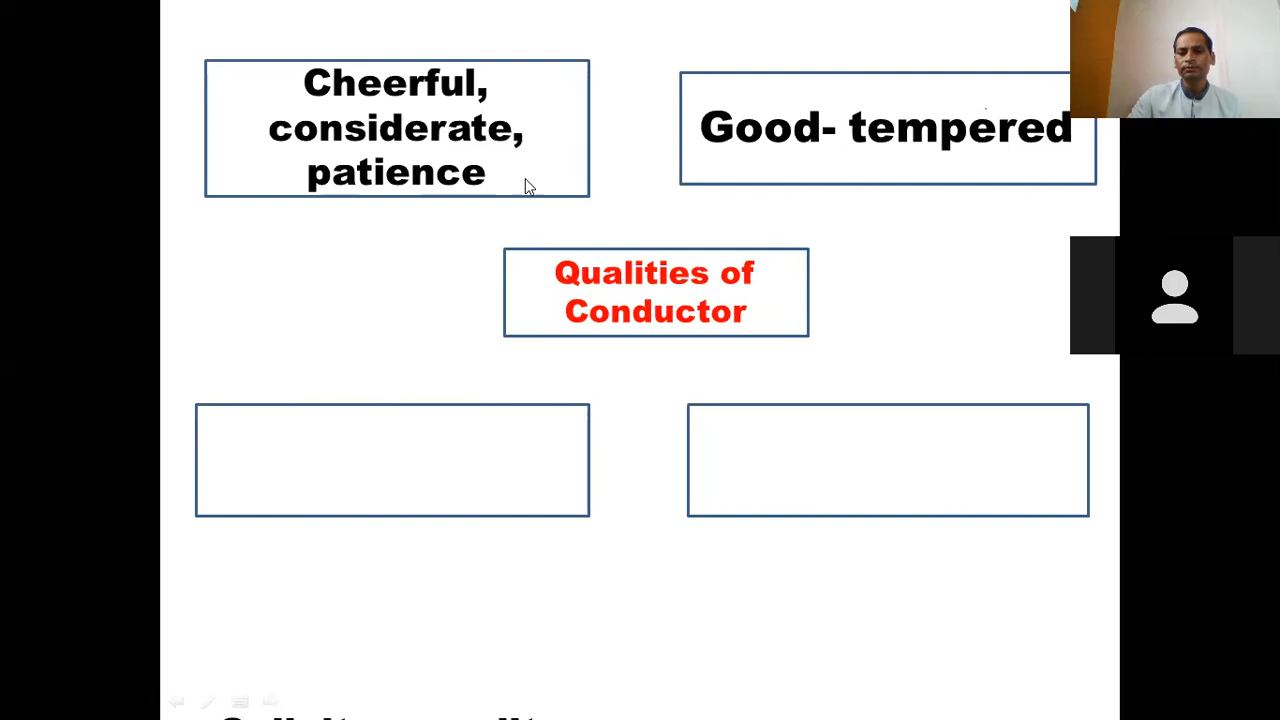 Cheerful,
considerate,
patience
Good- tempered
Qualities of
Conductor